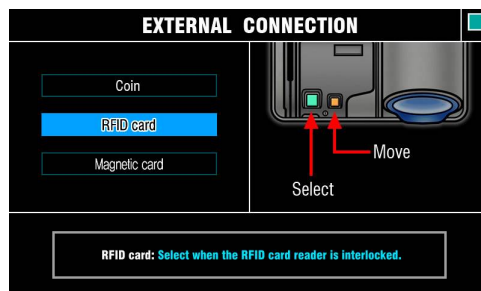 EXTERNAL CONNECTION
Coin
RFID card
Magnetic card
Move
Select
RFID card: Select when the RFID card reader is interlocked.